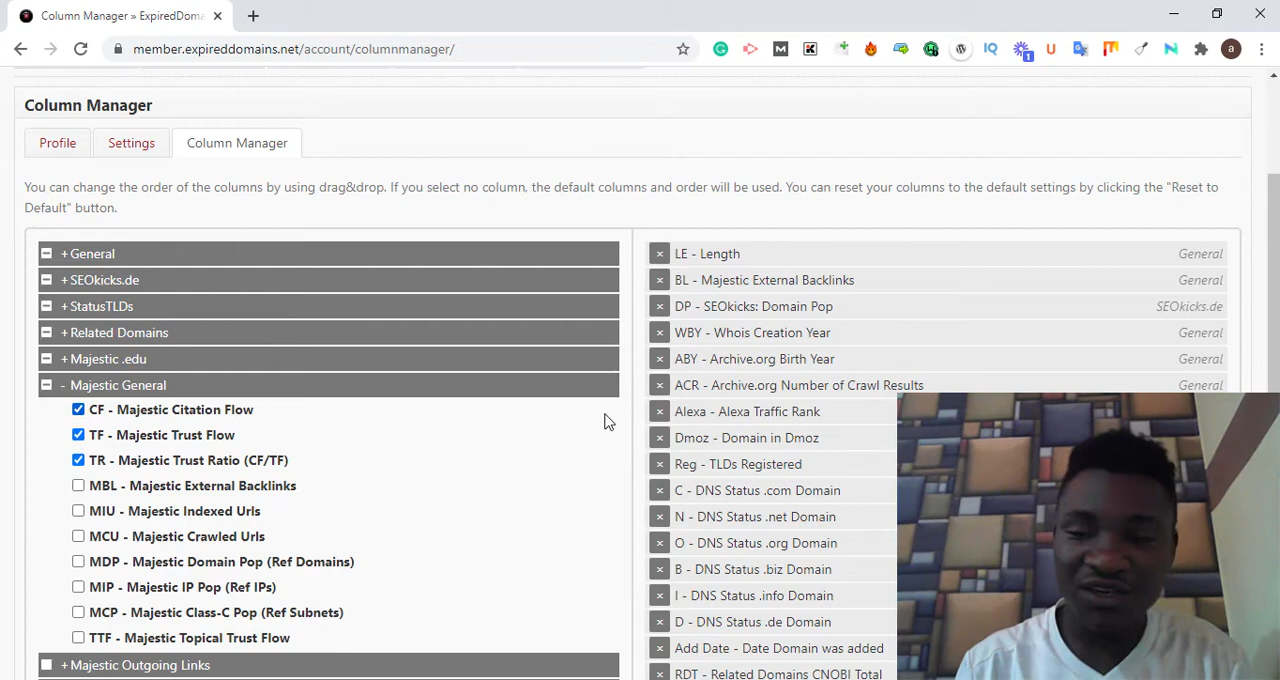 Column Manager » ExpiredDoma
member.expireddomains.net/account/columnmanager/
Column Manager
Profile
Settings
Column Manager
You can change the order of the columns by using drag&drop. If you select no column, the default columns and order will be used. You can reset your columns to the default settings by clicking the "Reset to
Default" button.
+ General
+ SEOkicks.de
+ StatusTLDs
+ Related Domains
+ Majestic .edu
- Majestic General
CF - Majestic Citation Flow
TF - Majestic Trust Flow
TR - Majestic Trust Ratio (CF/TF)
MBL - Majestic External Backlinks
MIU - Majestic Indexed Urls
MCU - Majestic Crawled Urls
MDP - Majestic Domain Pop (Ref Domains)
MIP - Majestic IP Pop (Ref IPs)
MCP - Majestic Class-C Pop (Ref Subnets)
TTF - Majestic Topical Trust Flow
+ Majestic Outgoing Links
LE - Length General
BL - Majestic External Backlinks General
DP - SEOkicks: Domain Pop SEOkicks.de
WBY - Whois Creation Year General
ABY - Archive.org Birth Year General
ACR - Archive.org Number of Crawl Results General
Alexa - Alexa Traffic Rank
Dmoz - Domain in Dmoz
Reg - TLDs Registered
C - DNS Status .com Domain
N - DNS Status .net Domain
O - DNS Status .org Domain
B - DNS Status .biz Domain
I - DNS Status .info Domain
D - DNS Status .de Domain
Add Date - Date Domain was added
RDT - Related Domains CNOBI Total